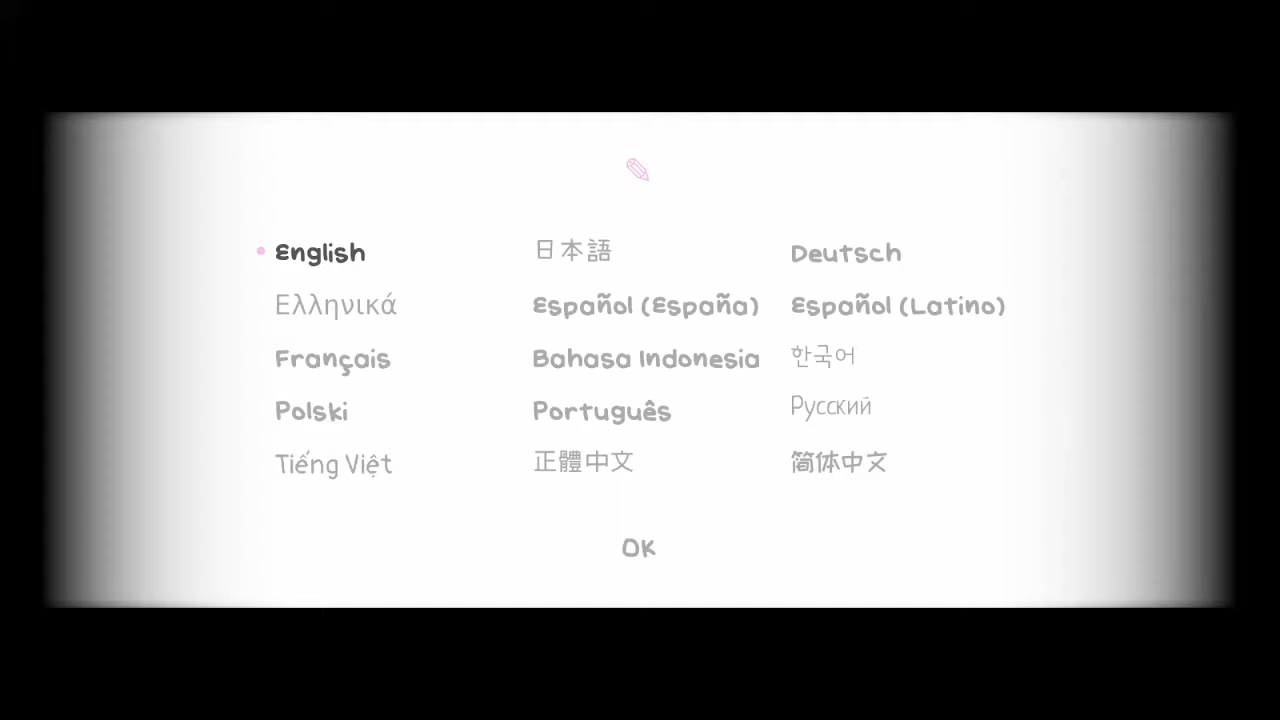 English 日本語 Deutsch
Ελληνικά Español (España) Español (Latino)
Français Bahasa Indonesia 한국어
Polski Português Русский
Tiếng Việt 正體中文 简体中文
OK